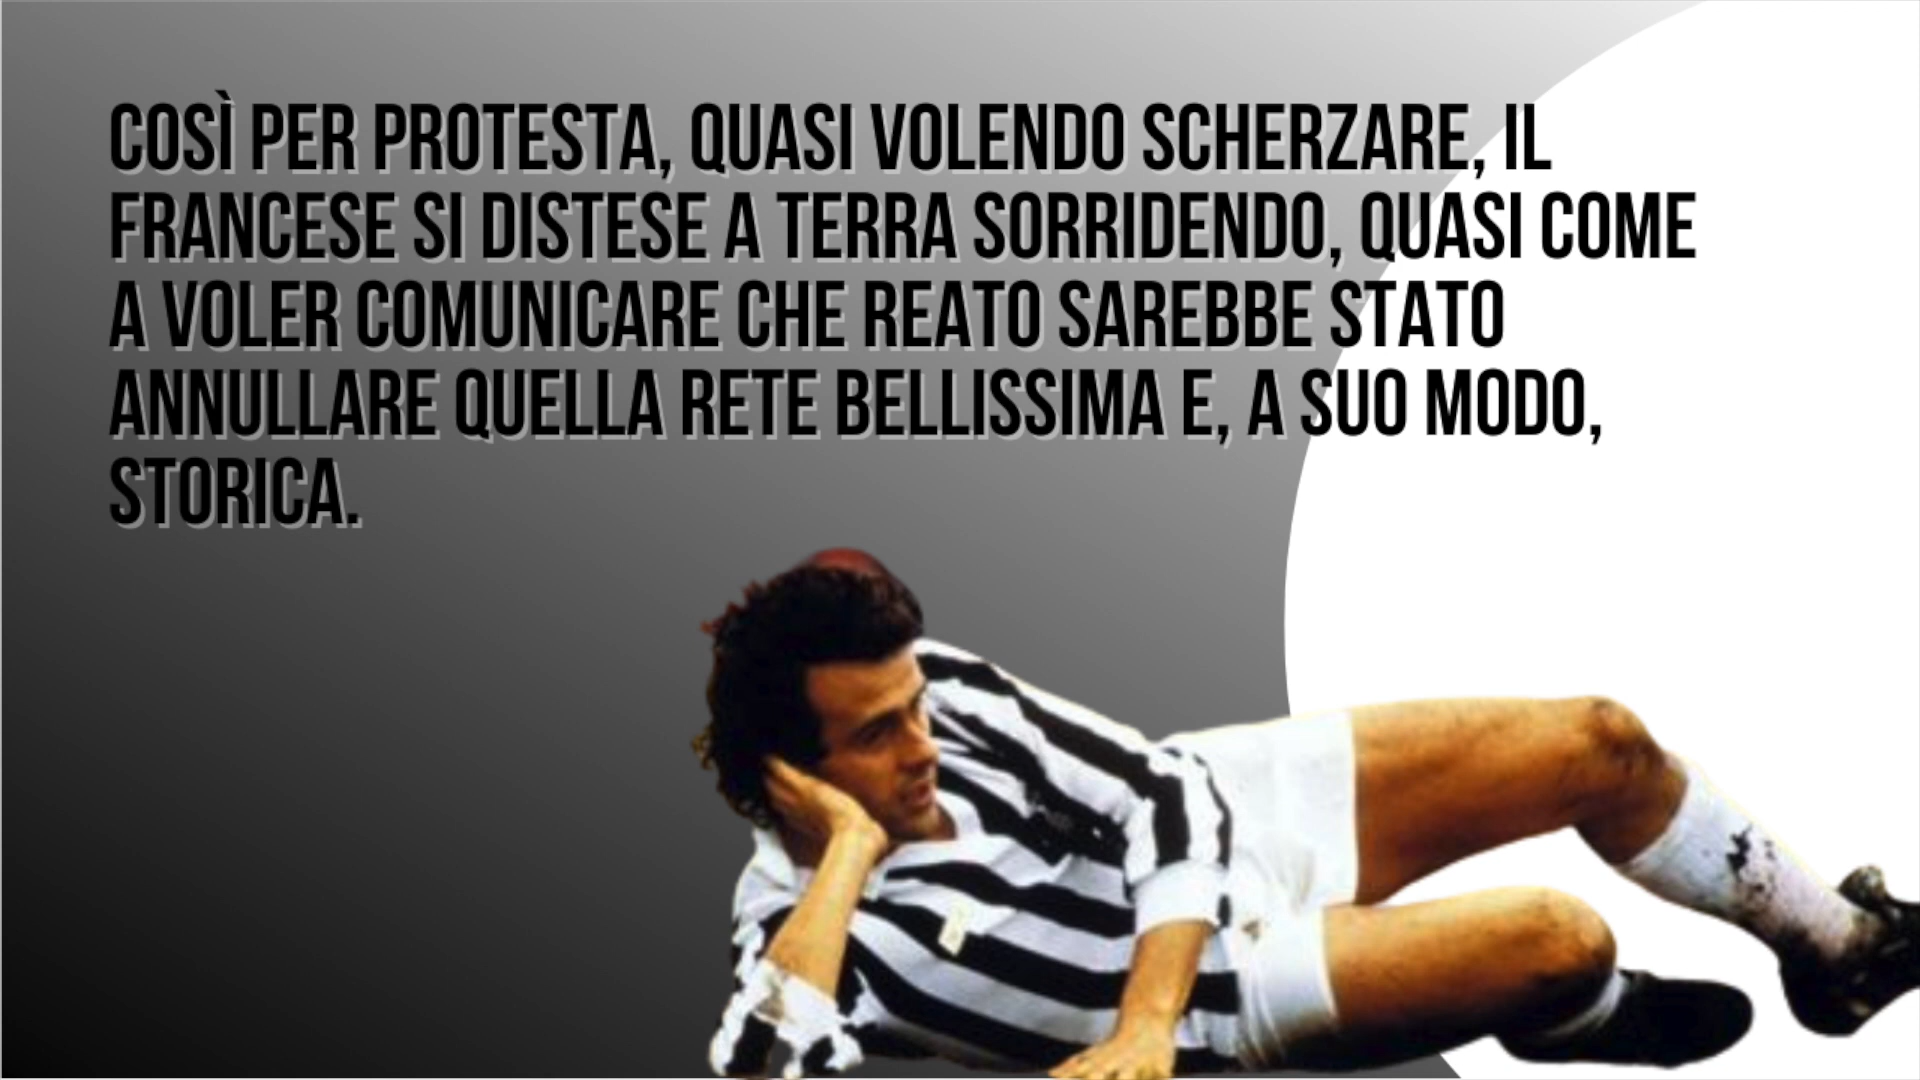 COSÌ PER PROTESTA, QUASI VOLENDO SCHERZARE, IL
FRANCESE SI DISTESE A TERRA SORRIDENDO, QUASI COME
A VOLER COMUNICARE CHE REATO SAREBBE STATO
ANNULLARE QUELLA RETE BELLISSIMA E, A SUO MODO,
STORICA.